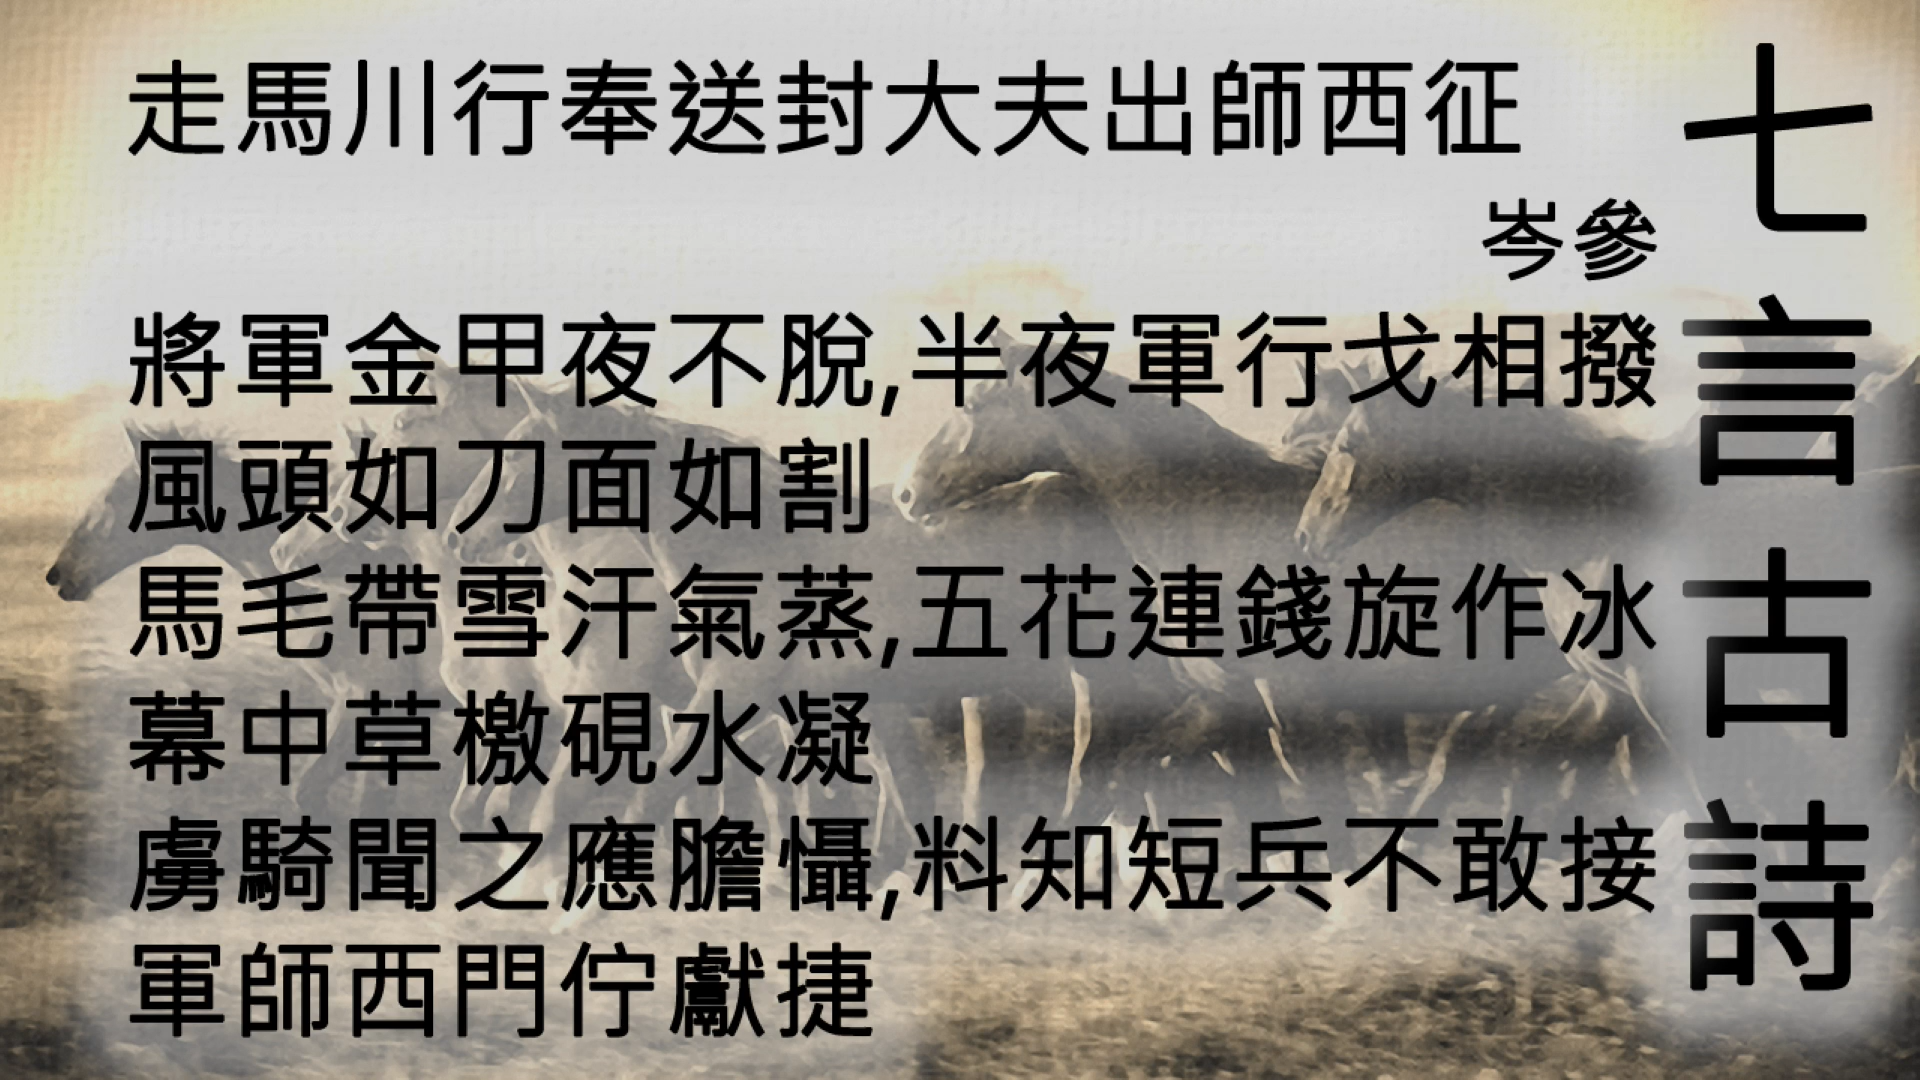 走馬川行奉送封大夫出師西征
岑參
將軍金甲夜不脫,半夜軍行戈相撥
風頭如刀面如割
馬毛帶雪汗氣蒸,五花連錢旋作冰
幕中草檄硯水凝
虜騎聞之應膽懾,料知短兵不敢接
軍師西門佇獻捷
七言古詩